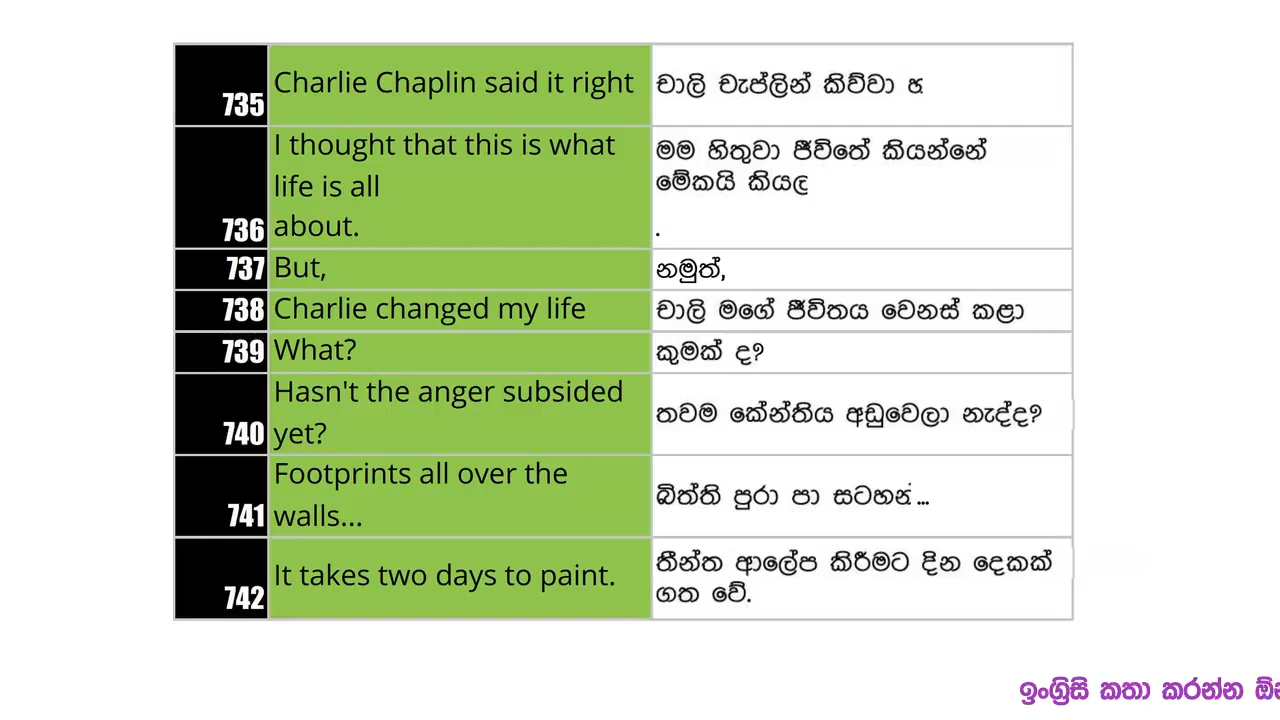 735 Charlie Chaplin said it right චාලි චැප්ලින් කිව්වා
I thought that this is what
life is all
736 about.
මම හිතුවා ජීවිතේ කියන්නේ
මේකයි
.
737 But, නමුත්,
738 Charlie changed my life චාලි මගේ ජීවිතය වෙනස් කළා
739 What? කුමක් ද?
Hasn't the anger subsided
740 yet?
තවම කේන්තිය අඩුවෙලා නැද්ද?
Footprints all over the
741 walls...
බිත්ති පුරා පා සටහන් ...
742 It takes two days to paint.
තීන්ත ආලේප කිරීමට දින දෙකක්
ගත වේ.
ඉංග්‍රිසි කතා කරන්න